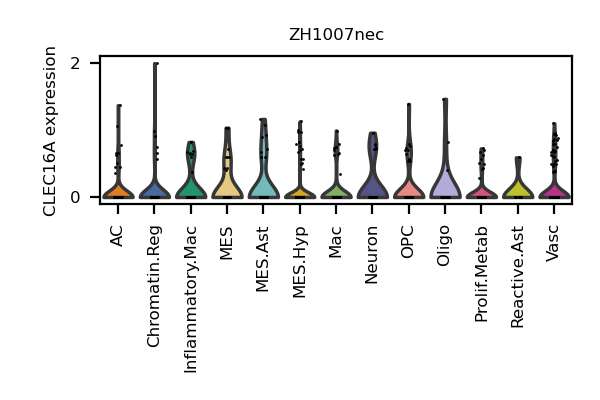 ZH1007nec
CLEC16A expression
2
0
AC
Chromatin.Reg
Inflammatory.Mac
MES
MES.Ast
MES.Hyp
Mac
Neuron
OPC
Oligo
Prolif.Metab
Reactive.Ast
Vasc